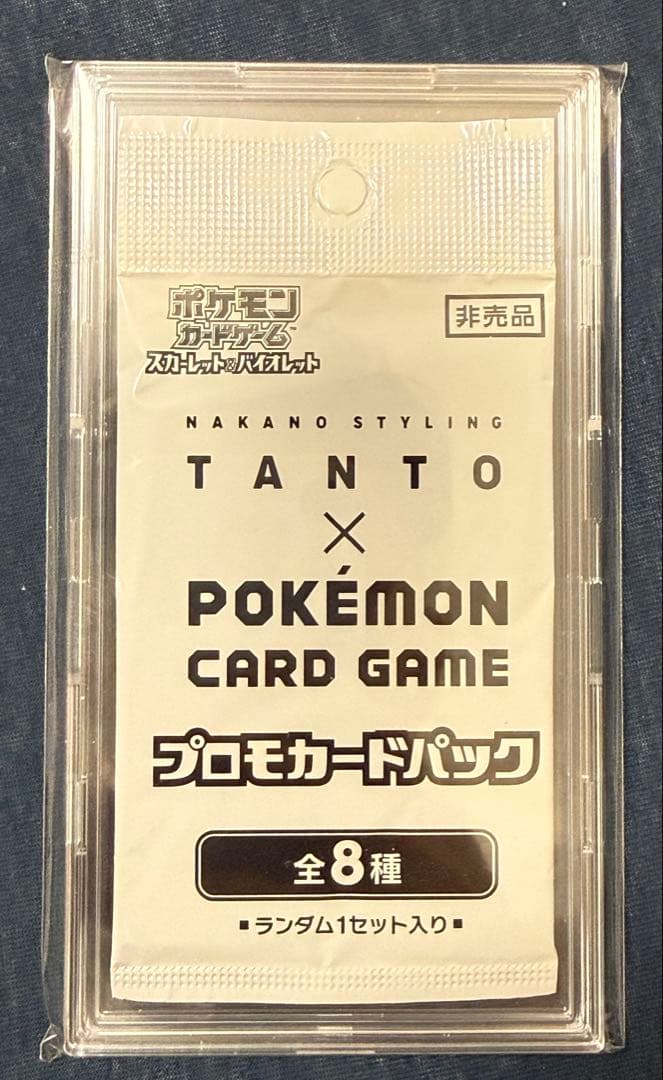 ポケモン
カードゲーム™
スカーレット&バイオレット
非売品
NAKANO STYLING
TANTO
×
POKÉMON
CARD GAME
プロモカードパック
全8種
■ランダム1セット入り■